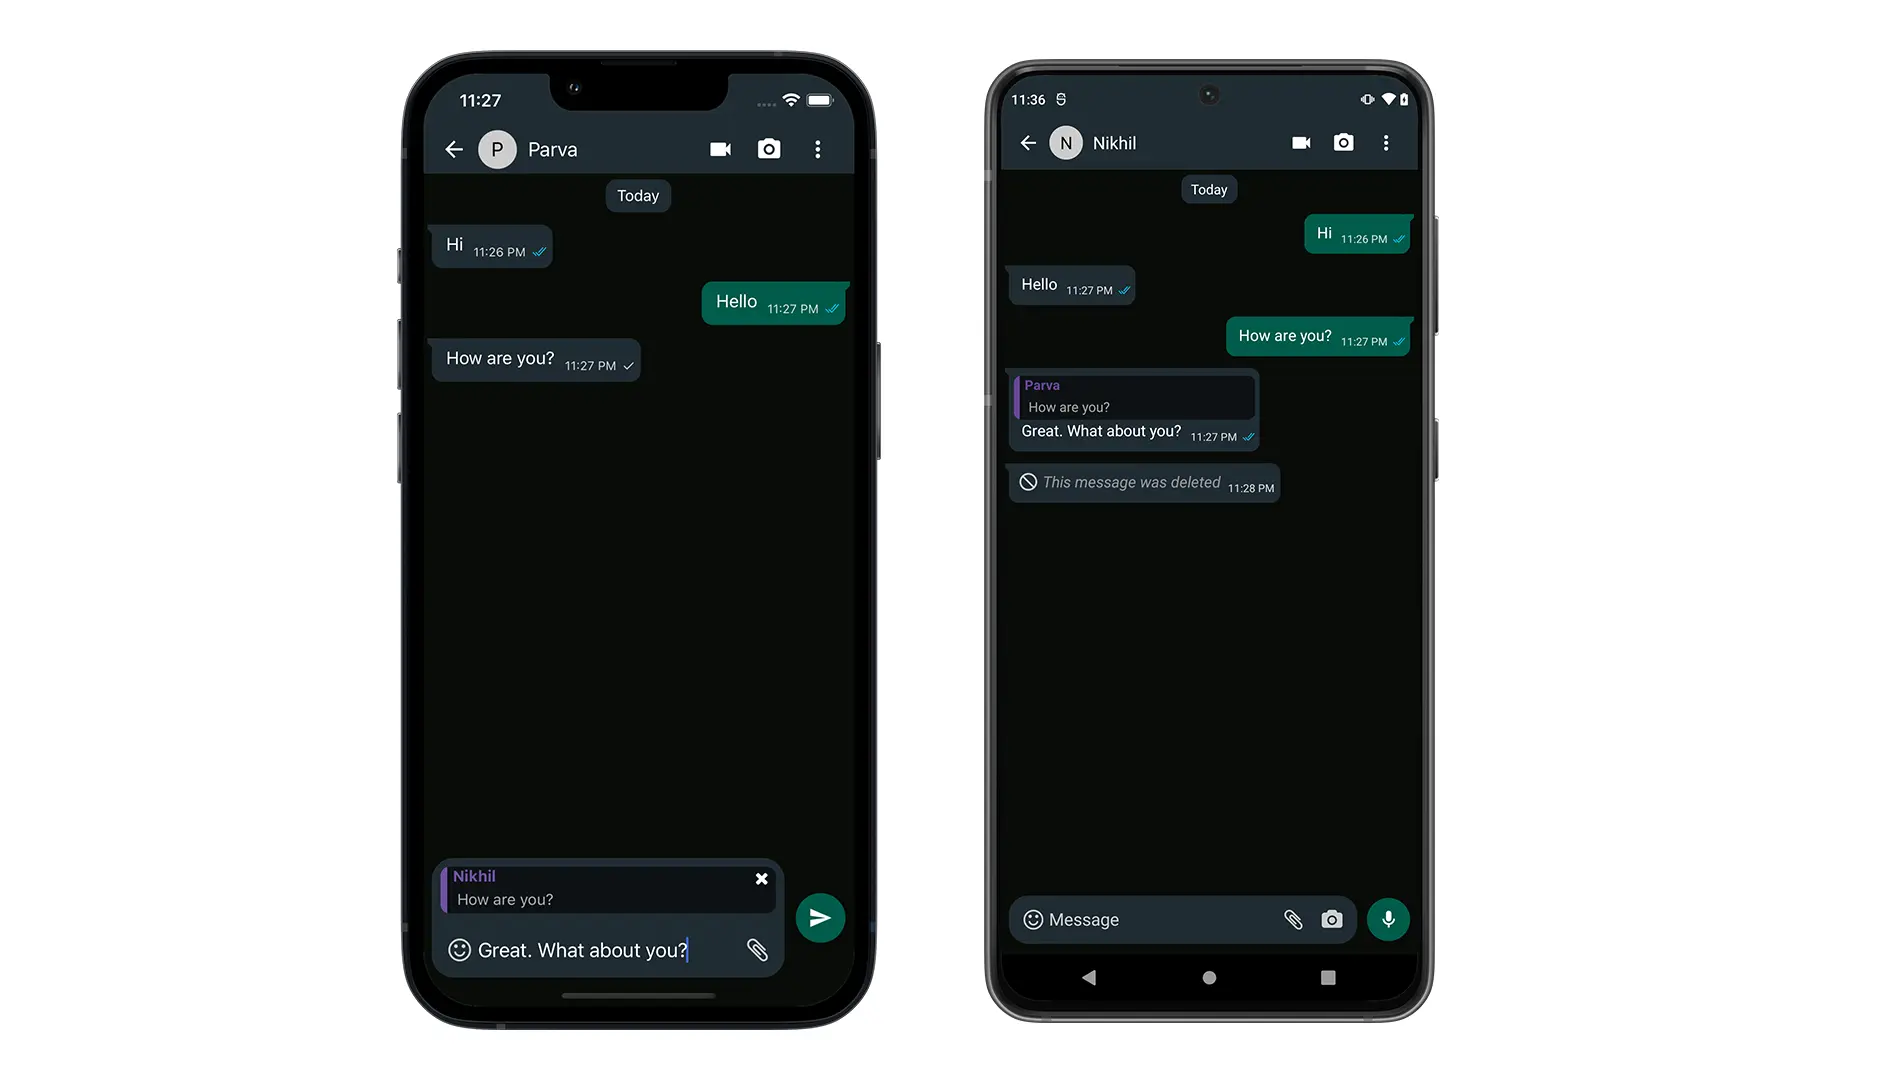 11:27
P Parva
Today
Hi 11:26 PM
Hello 11:27 PM
How are you? 11:27 PM
Nikhil
How are you?
Great. What about you?
11:36
N Nikhil
Today
Hi 11:26 PM
Hello 11:27 PM
How are you? 11:27 PM
Parva
How are you?
Great. What about you? 11:27 PM
This message was deleted 11:28 PM
Message